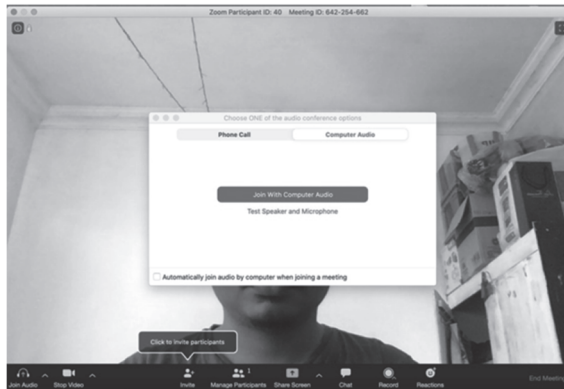 Zoom Participant ID: 40 Meeting ID: 642-254-662
Choose ONE of the audio conference options
Phone Call
Computer Audio
Join With Computer Audio
Test Speaker and Microphone
Automatically join audio by computer when joining a meeting
Click to invite participants
1
Join Audio
Stop Video
Invite
Manage Participants
Share Screen
Chat
Record
Reactions
End Meeting